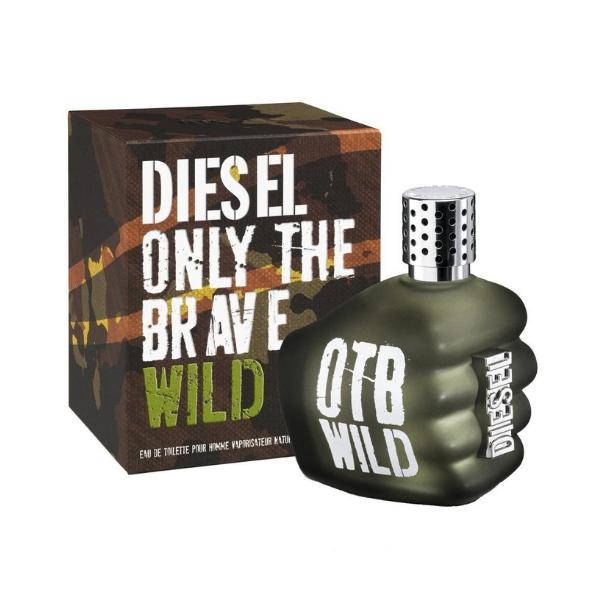 DIESEL
ONLY THE
BRAVE
WILD
EAU DE TOILETTE POUR HOMME VAPORISATEUR
OTB
WILD
DIESEL